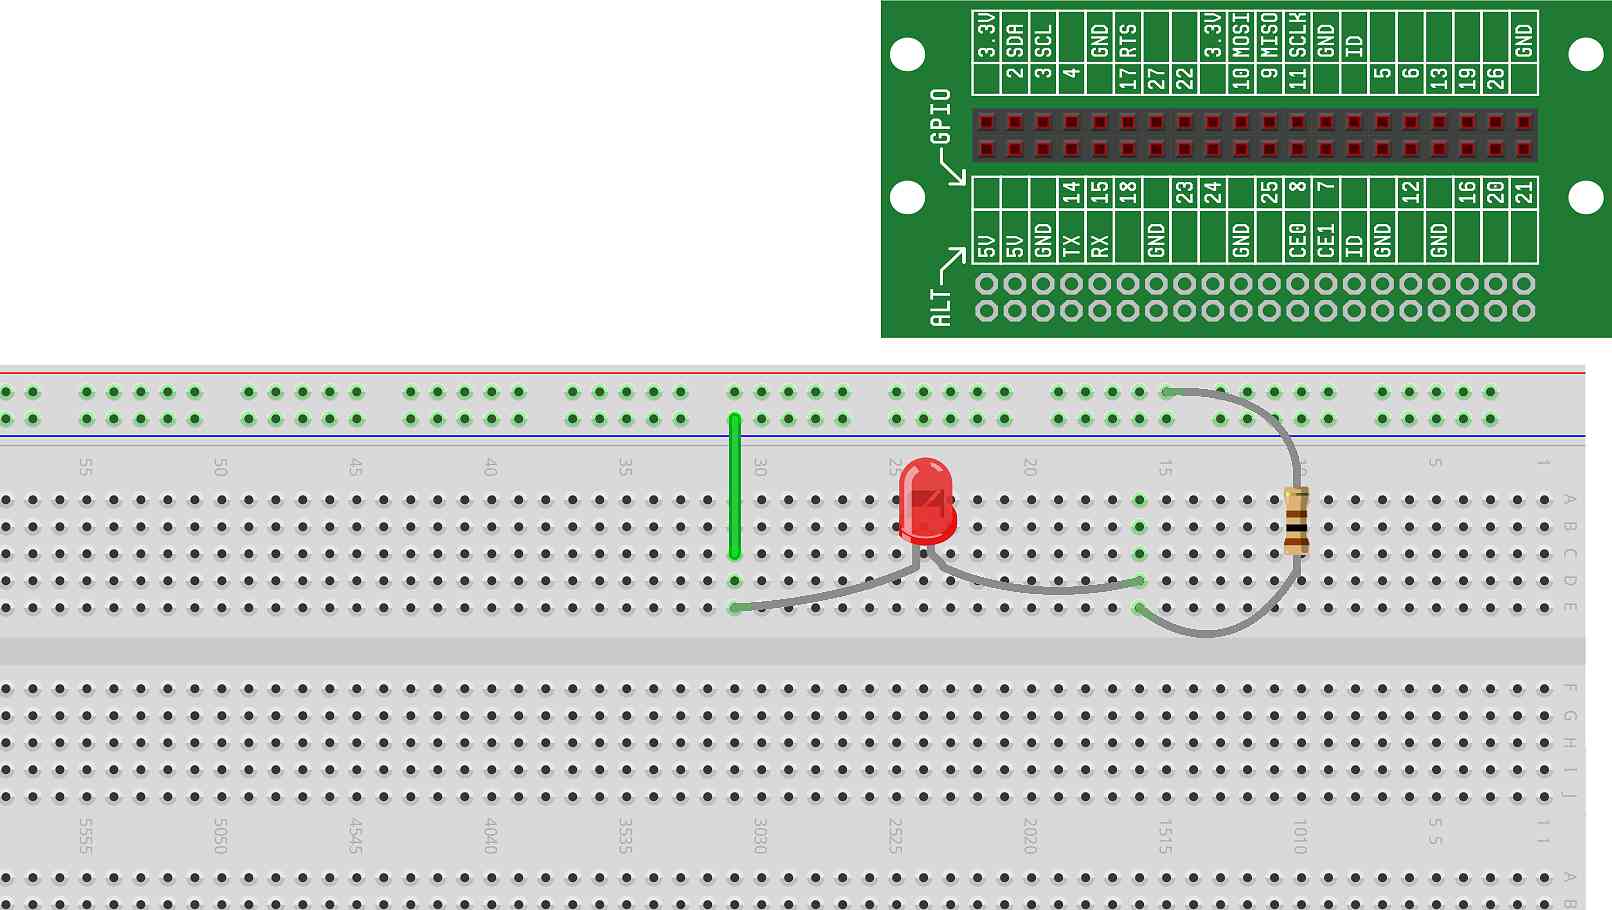 3.3V SDA SCL GND RTS 3.3V MOSI MISO SCLK GND ID GND
2 3 4 17 27 22 10 9 11 5 6 13 19 26
GPIO
14 15 18 23 24 25 8 7 12 16 20 21
5V 5V GND TX RX GND GND CE0 CE1 ID GND GND
ALT
55 50 45 40 35 30 25 20 15 10 5 1
A
B
C
D
E
F
G
H
I
J
5555 5050 4545 4040 3535 3030 2525 2020 1515 1010 5 5 1 1
A
B